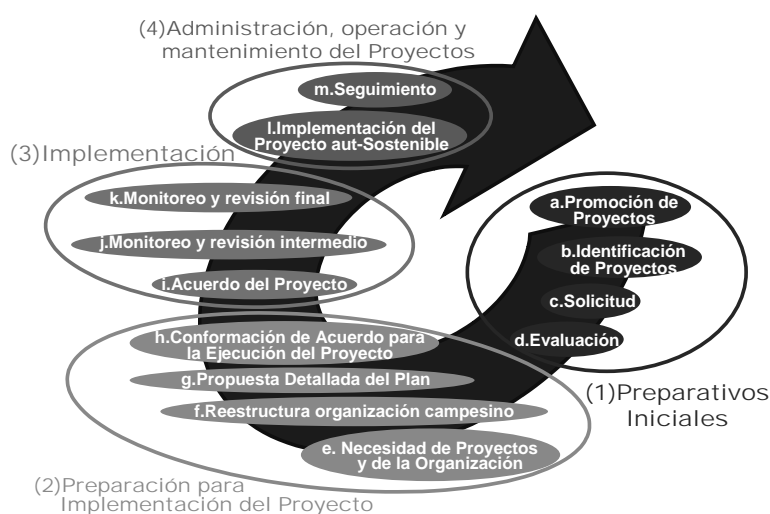 (4)Administración, operación y
mantenimiento del Proyectos
m.Seguimiento
l.Implementación del
Proyecto aut-Sostenible
(3)Implementación
k.Monitoreo y revisión final
j.Monitoreo y revisión intermedio
i.Acuerdo del Proyecto
a.Promoción de
Proyectos
b.Identificación
de Proyectos
c.Solicitud
d.Evaluación
(1)Preparativos
Iniciales
h.Conformación de Acuerdo para
la Ejecución del Proyecto
g.Propuesta Detallada del Plan
f.Reestructura organización campesino
e. Necesidad de Proyectos
y de la Organización
(2)Preparación para
Implementación del Proyecto